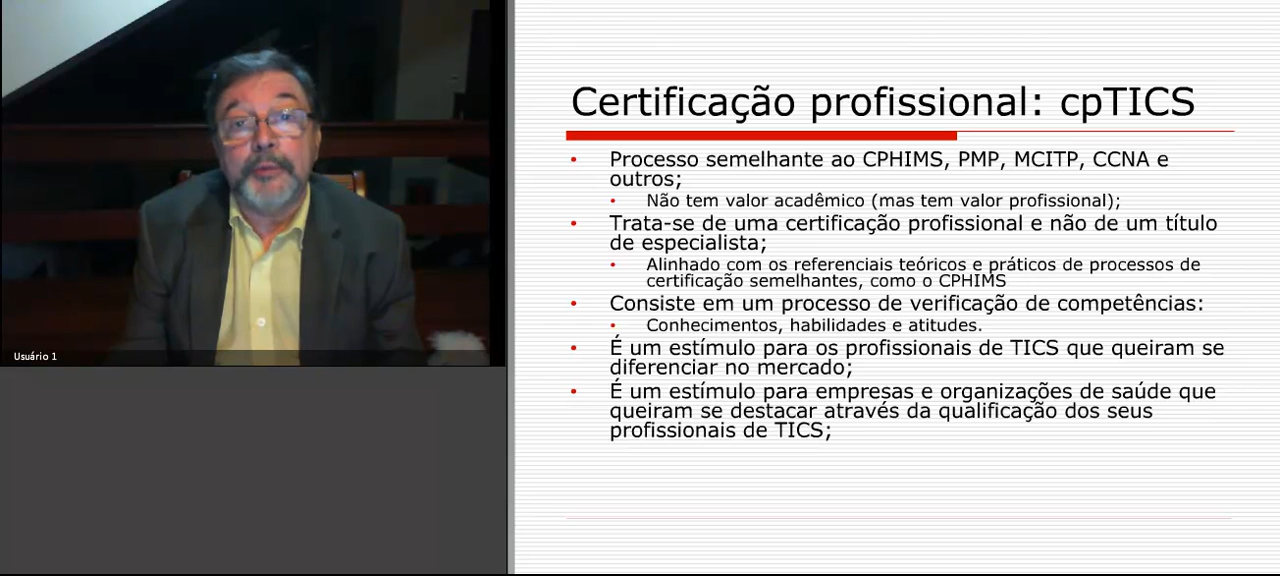 Certificação profissional: cpTICS
Processo semelhante ao CPHIMS, PMP, MCITP, CCNA e
outros;
Não tem valor acadêmico (mas tem valor profissional);
Trata-se de uma certificação profissional e não de um título
de especialista;
Alinhado com os referenciais teóricos e práticos de processos de
certificação semelhantes, como o CPHIMS
Consiste em um processo de verificação de competências:
Conhecimentos, habilidades e atitudes.
É um estímulo para os profissionais de TICS que queiram se
diferenciar no mercado;
É um estímulo para empresas e organizações de saúde que
queiram se destacar através da qualificação dos seus
profissionais de TICS;
Usuário 1